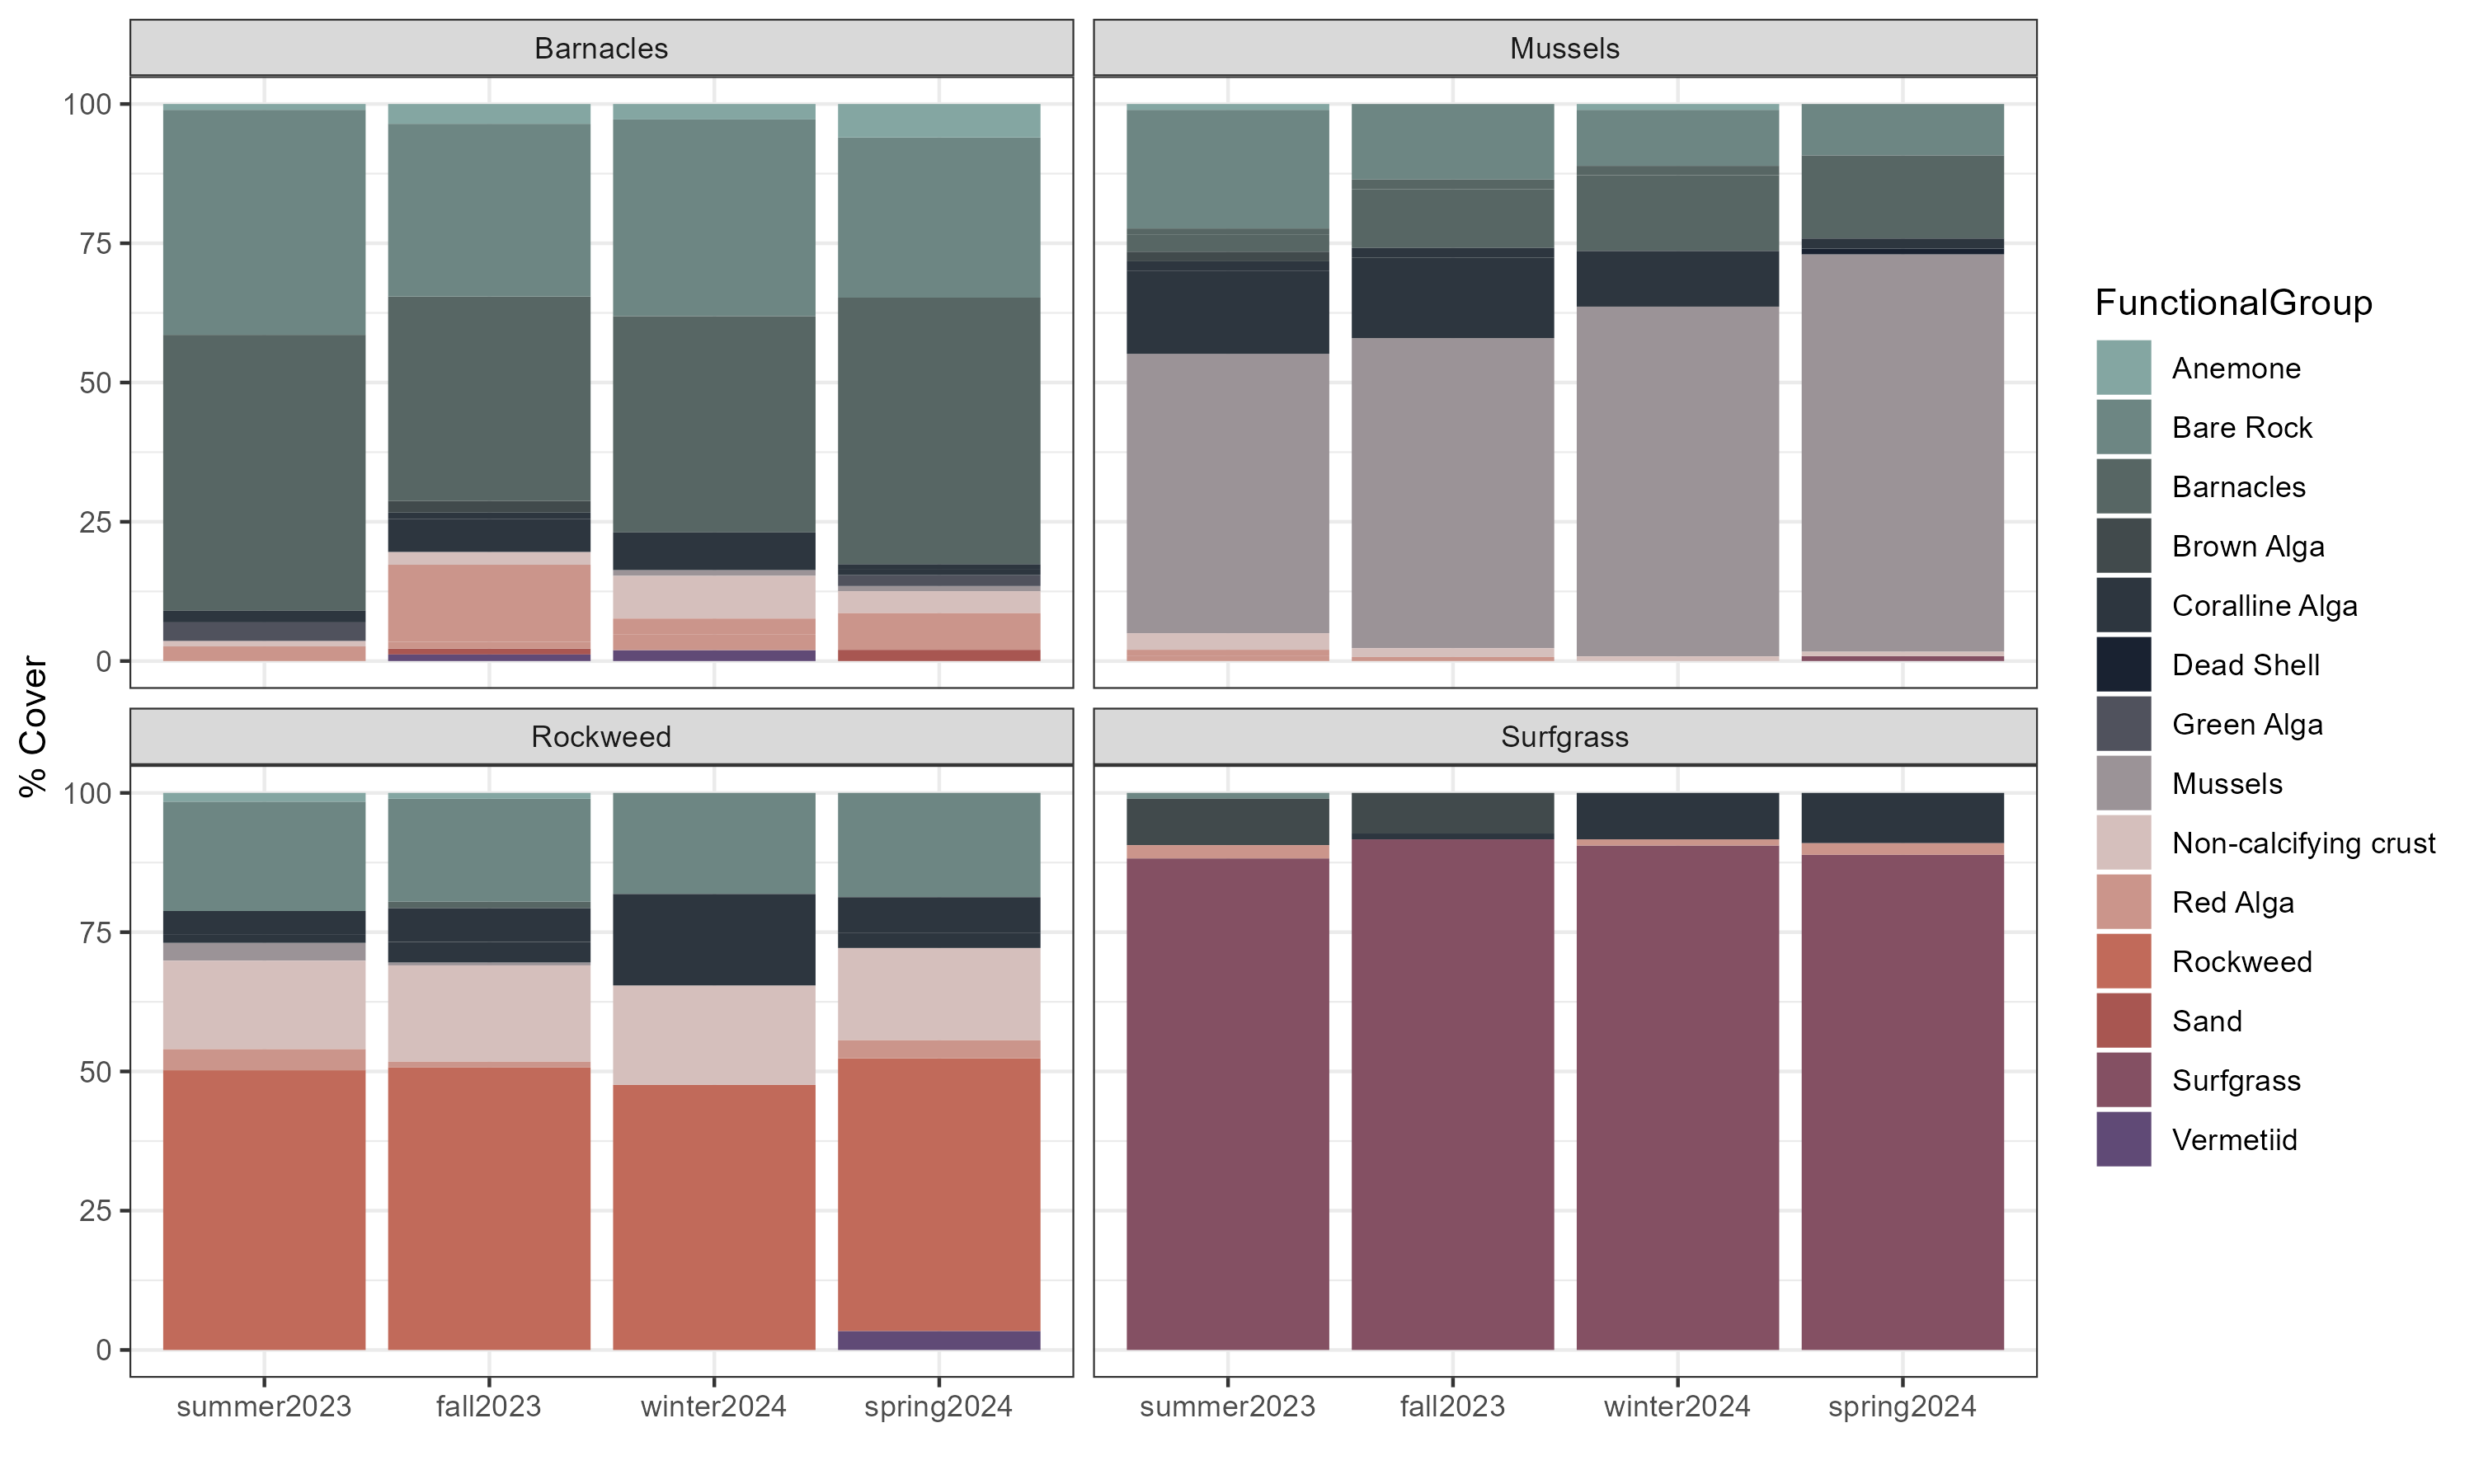 Barnacles
Mussels
100
75
50
25
0
Rockweed
Surfgrass
100
75
50
25
0
% Cover
summer2023
fall2023
winter2024
spring2024
summer2023
fall2023
winter2024
spring2024
FunctionalGroup
Anemone
Bare Rock
Barnacles
Brown Alga
Coralline Alga
Dead Shell
Green Alga
Mussels
Non-calcifying crust
Red Alga
Rockweed
Sand
Surfgrass
Vermetiid